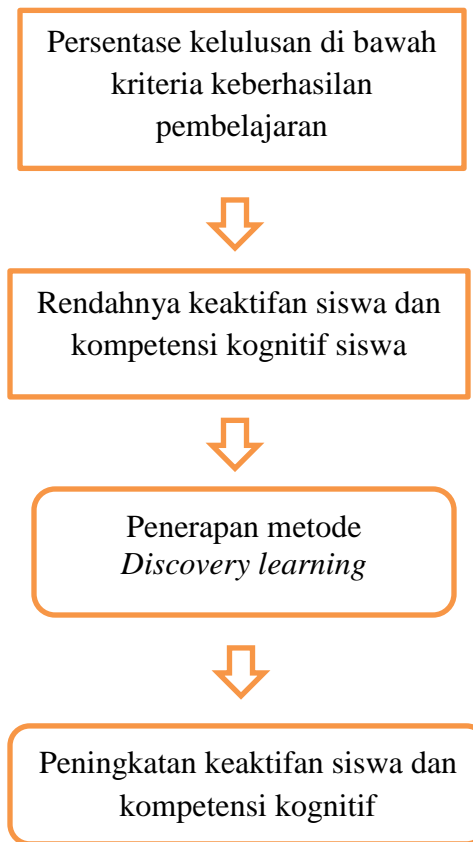 Persentase kelulusan di bawah
kriteria keberhasilan
pembelajaran
Rendahnya keaktifan siswa dan
kompetensi kognitif siswa
Penerapan metode
Discovery learning
Peningkatan keaktifan siswa dan
kompetensi kognitif